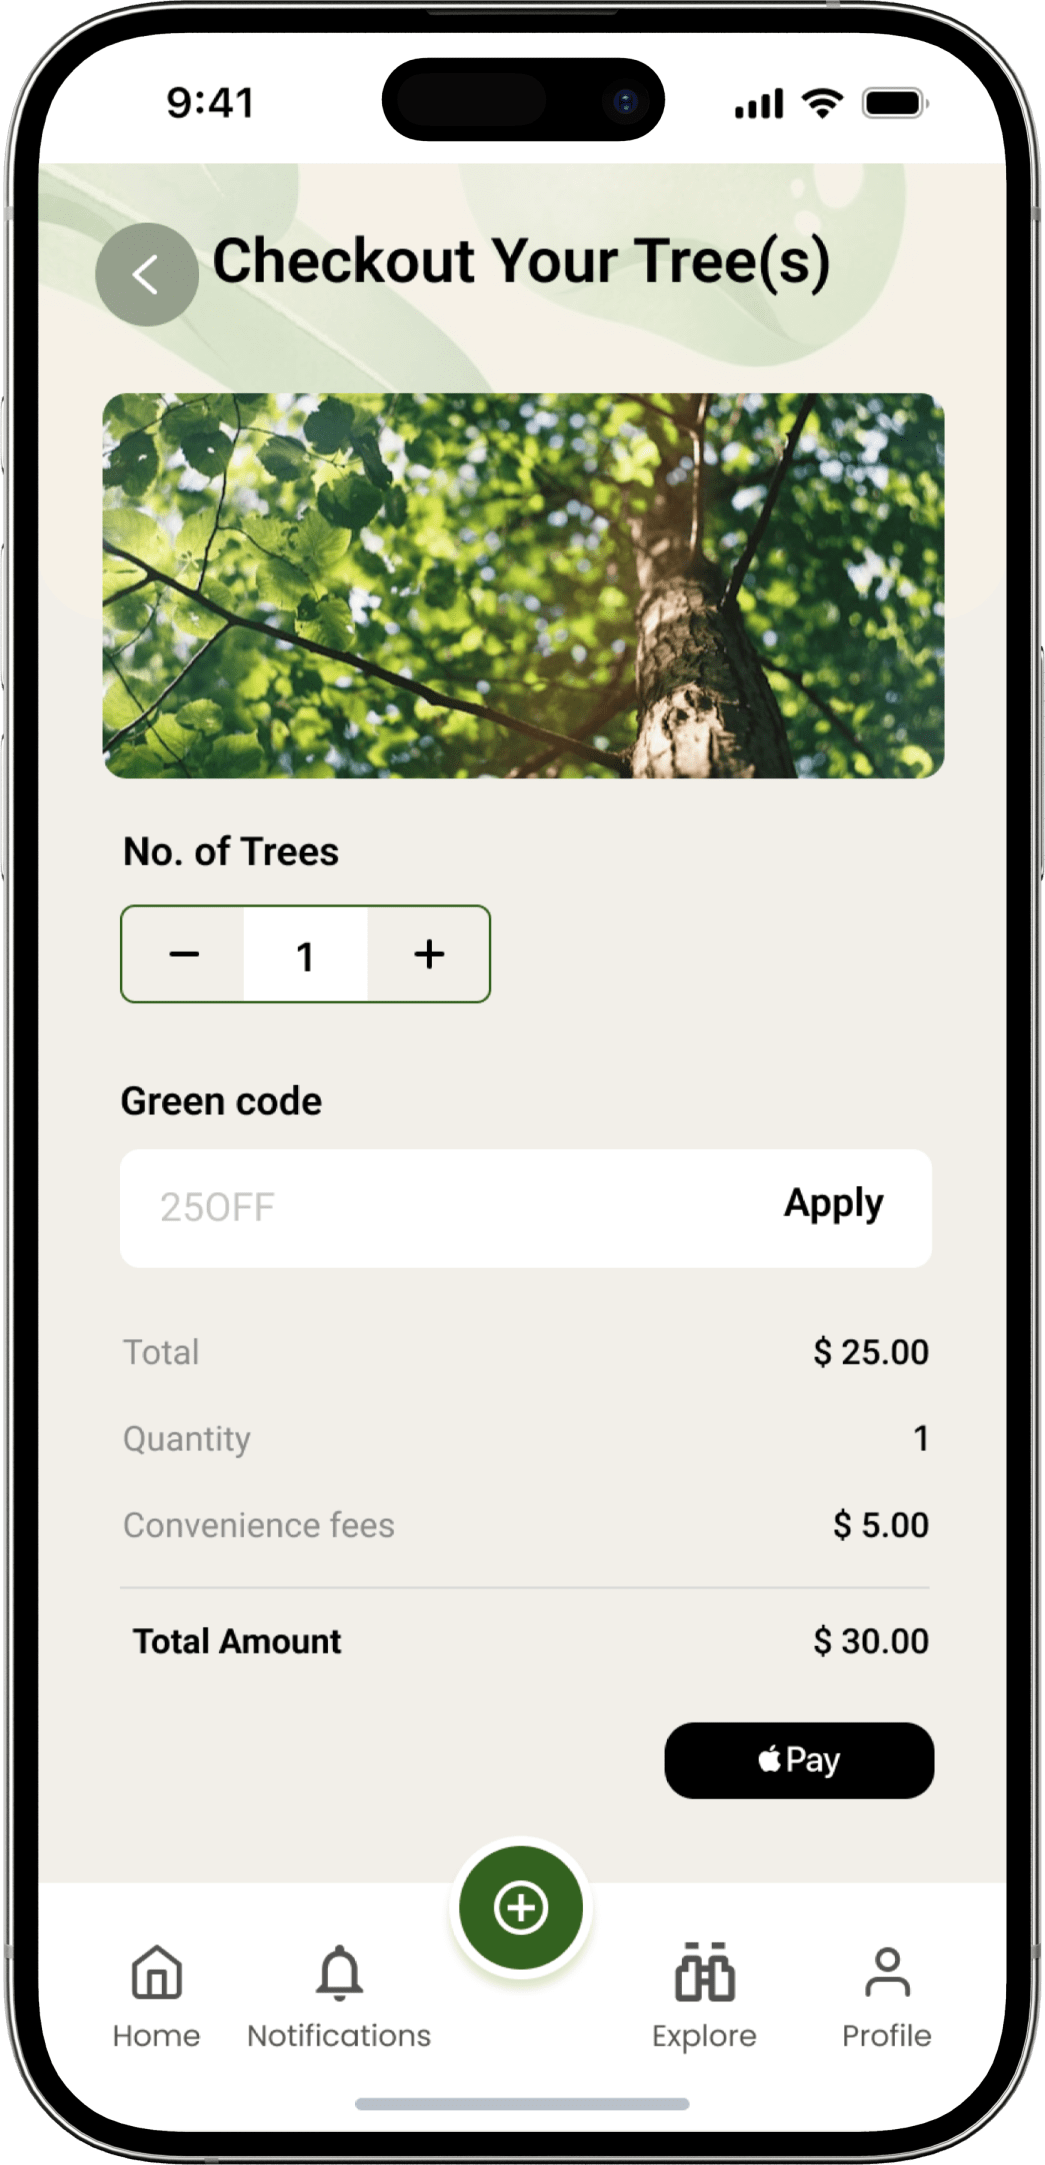 9:41
Checkout Your Tree(s)
No. of Trees
− 1 +
Green code
25OFF Apply
Total $ 25.00
Quantity 1
Convenience fees $ 5.00
Total Amount $ 30.00
Pay
Home Notifications Explore Profile